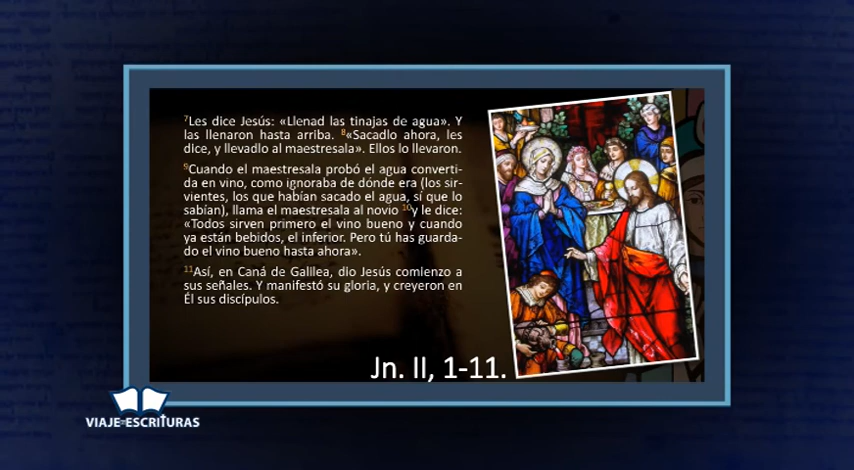 ⁷Les dice Jesús: «Llenad las tinajas de agua». Y
las llenaron hasta arriba. ⁸«Sacadlo ahora, les
dice, y llevadlo al maestresala». Ellos lo llevaron.
⁹Cuando el maestresala probó el agua converti-
da en vino, como ignoraba de dónde era (los sir-
vientes, los que habían sacado el agua, sí que lo
sabían), llama el maestresala al novio ¹⁰y le dice:
«Todos sirven primero el vino bueno y cuando
ya están bebidos, el inferior. Pero tú has guarda-
do el vino bueno hasta ahora».
¹¹Así, en Caná de Galilea, dio Jesús comienzo a
sus señales. Y manifestó su gloria, y creyeron en
Él sus discípulos.
Jn. II, 1-11.
VIAJE ESCRITURAS